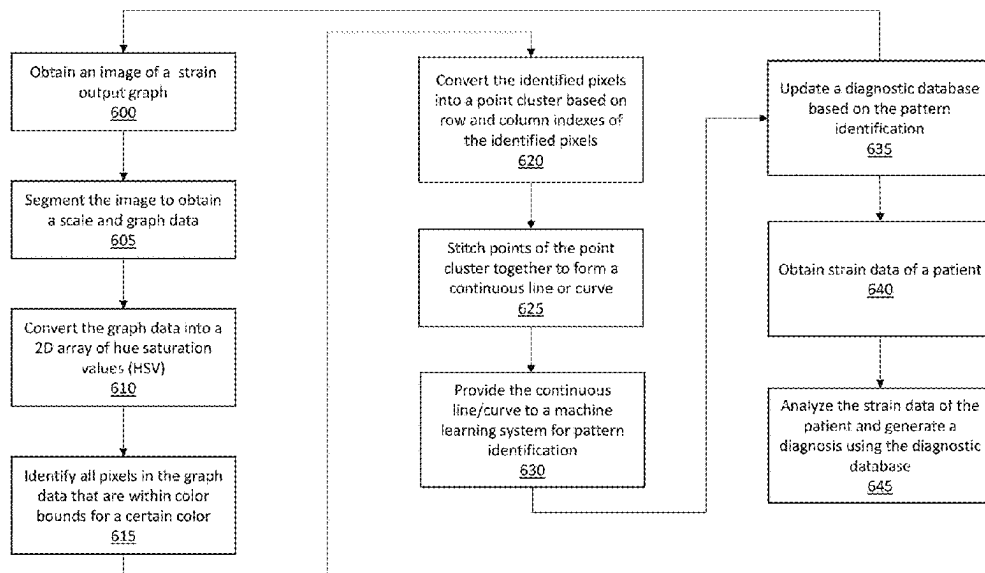 Obtain an image of a strain
output graph
600
Segment the image to obtain
a scale and graph data
605
Convert the graph data into a
2D array of hue saturation
values (HSV)
610
Identify all pixels in the graph
data that are within color
bounds for a certain color
615
Convert the identified pixels
into a point cluster based on
row and column indexes of
the identified pixels
620
Stitch points of the point
cluster together to form a
continuous line or curve
625
Provide the continuous
line/curve to a machine
learning system for pattern
identification
630
Update a diagnostic database
based on the pattern
identification
635
Obtain strain data of a patient
640
Analyze the strain data of the
patient and generate a
diagnosis using the diagnostic
database
645